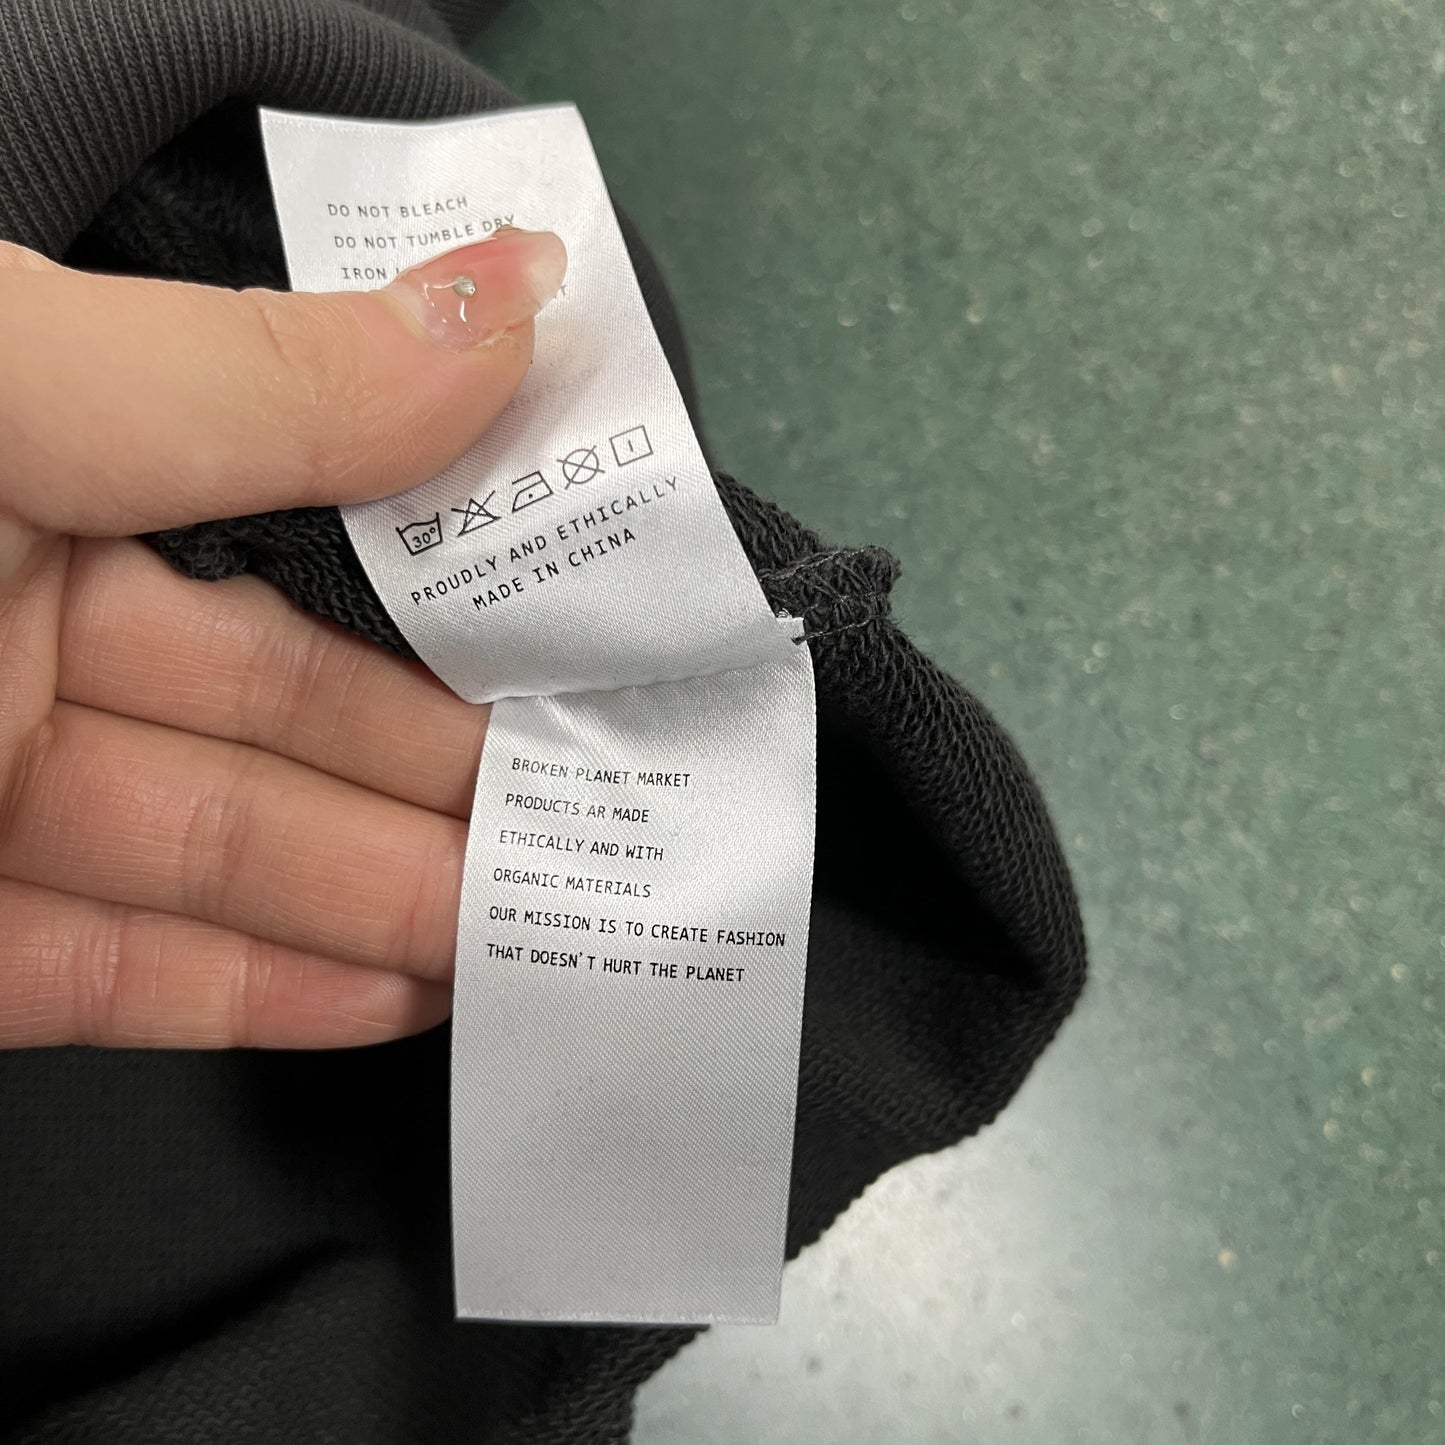 DO NOT BLEACH
DO NOT TUMBLE DRY
IRON
30°
PROUDLY AND ETHICALLY
MADE IN CHINA
BROKEN PLANET MARKET
PRODUCTS AR MADE
ETHICALLY AND WITH
ORGANIC MATERIALS
OUR MISSION IS TO CREATE FASHION
THAT DOESN'T HURT THE PLANET